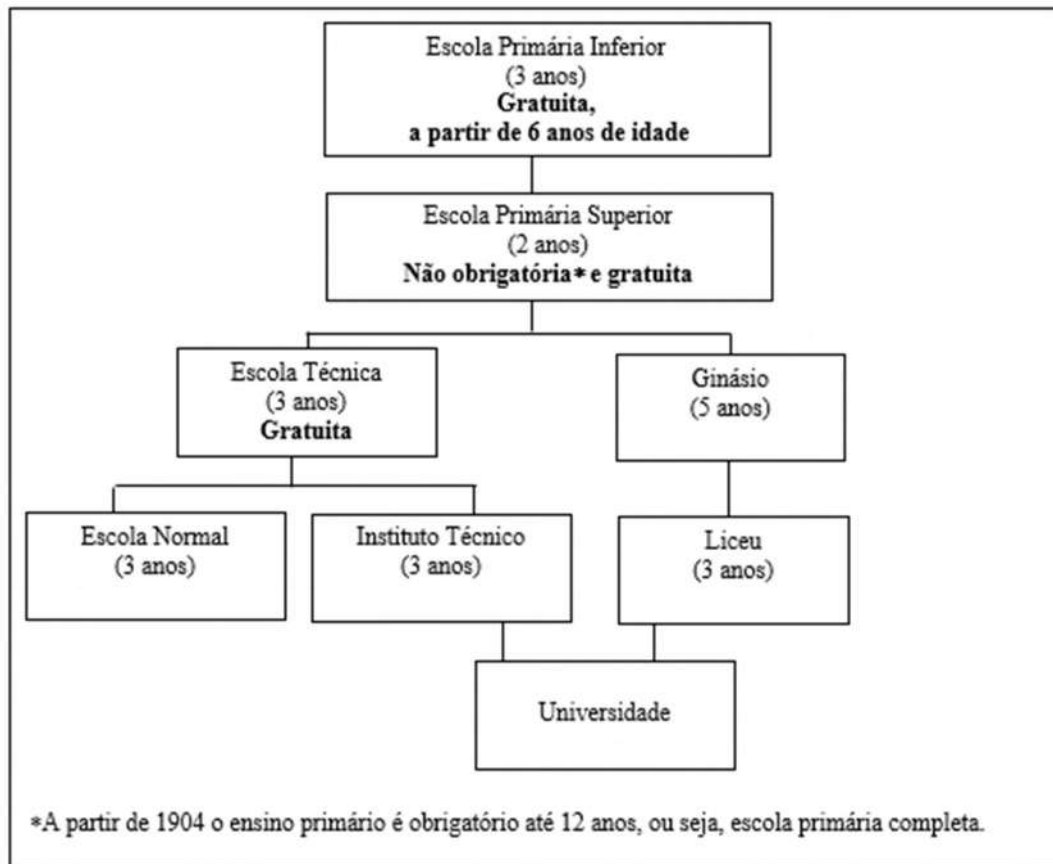 Escola Primária Inferior
(3 anos)
Gratuita,
a partir de 6 anos de idade
Escola Primária Superior
(2 anos)
Não obrigatória* e gratuita
Escola Técnica
(3 anos)
Gratuita
Ginásio
(5 anos)
Escola Normal
(3 anos)
Instituto Técnico
(3 anos)
Liceu
(3 anos)
Universidade
*A partir de 1904 o ensino primário é obrigatório até 12 anos, ou seja, escola primária completa.